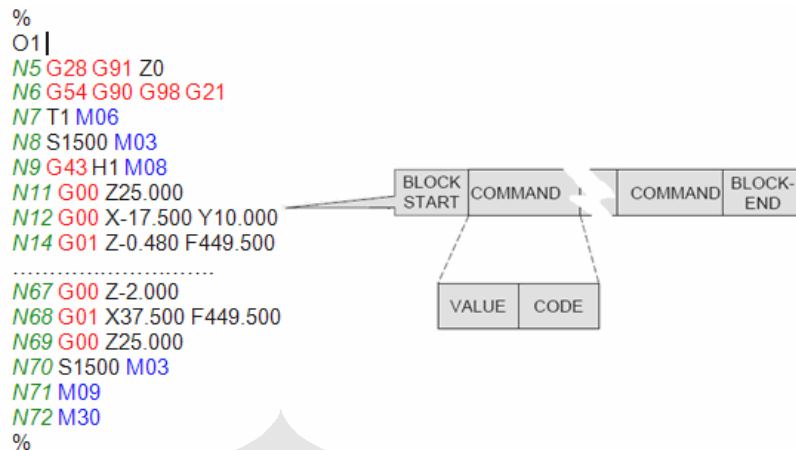 %
O1
N5 G28 G91 Z0
N6 G54 G90 G98 G21
N7 T1 M06
N8 S1500 M03
N9 G43 H1 M08
N11 G00 Z25.000
N12 G00 X-17.500 Y10.000
N14 G01 Z-0.480 F449.500
..............................
N67 G00 Z-2.000
N68 G01 X37.500 F449.500
N69 G00 Z25.000
N70 S1500 M03
N71 M09
N72 M30
%
BLOCK START
COMMAND
COMMAND
BLOCK-END
VALUE
CODE